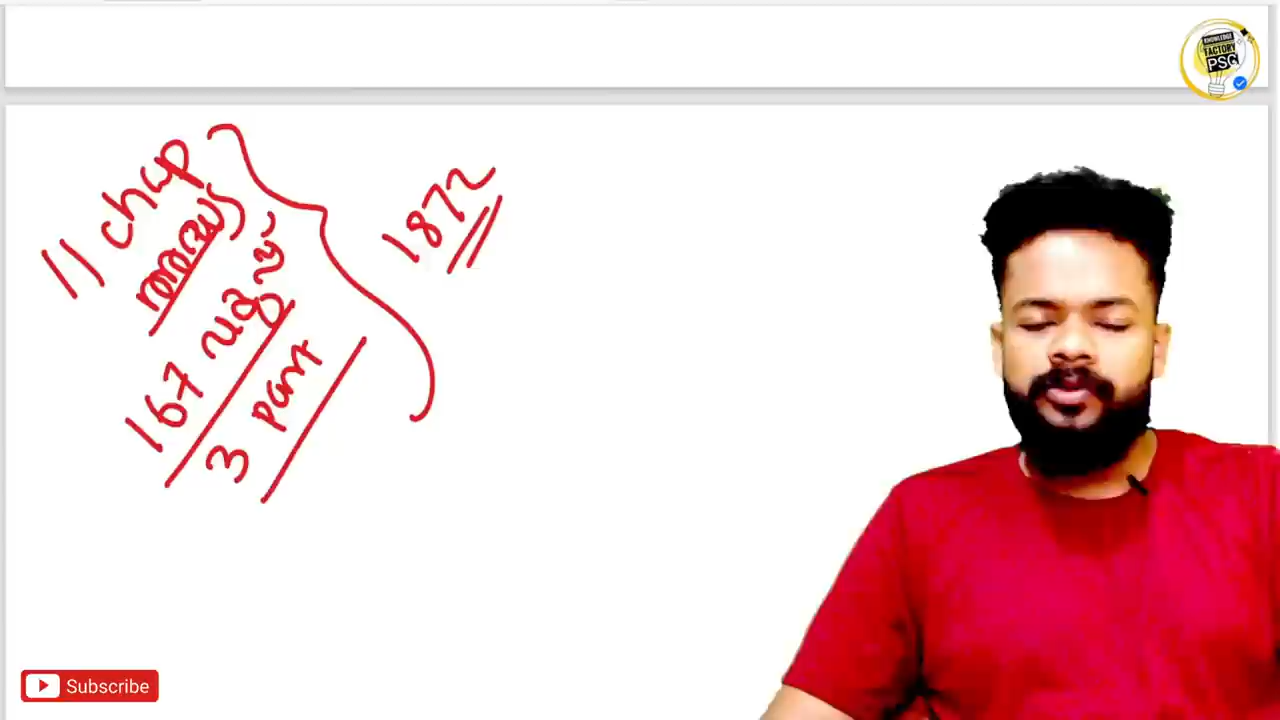 11 chap
167 വകുപ്പ്
3 part
1872
KNOWLEDGE
FACTORY
PSC
Subscribe